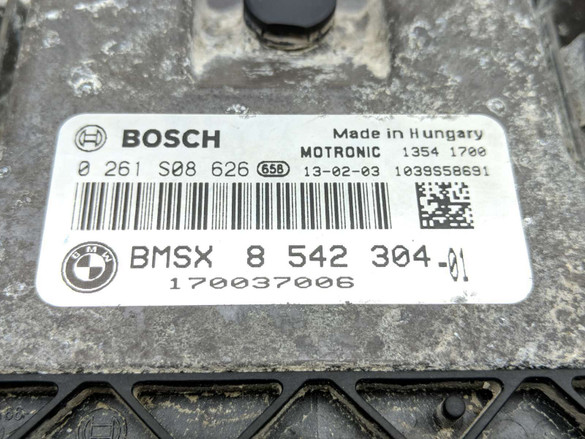 BOSCH Made in Hungary
MOTRONIC 1354 1700
0 261 S08 626 658 13-02-03 1039S58691
BMW BMSX 8 542 304-01
170037006